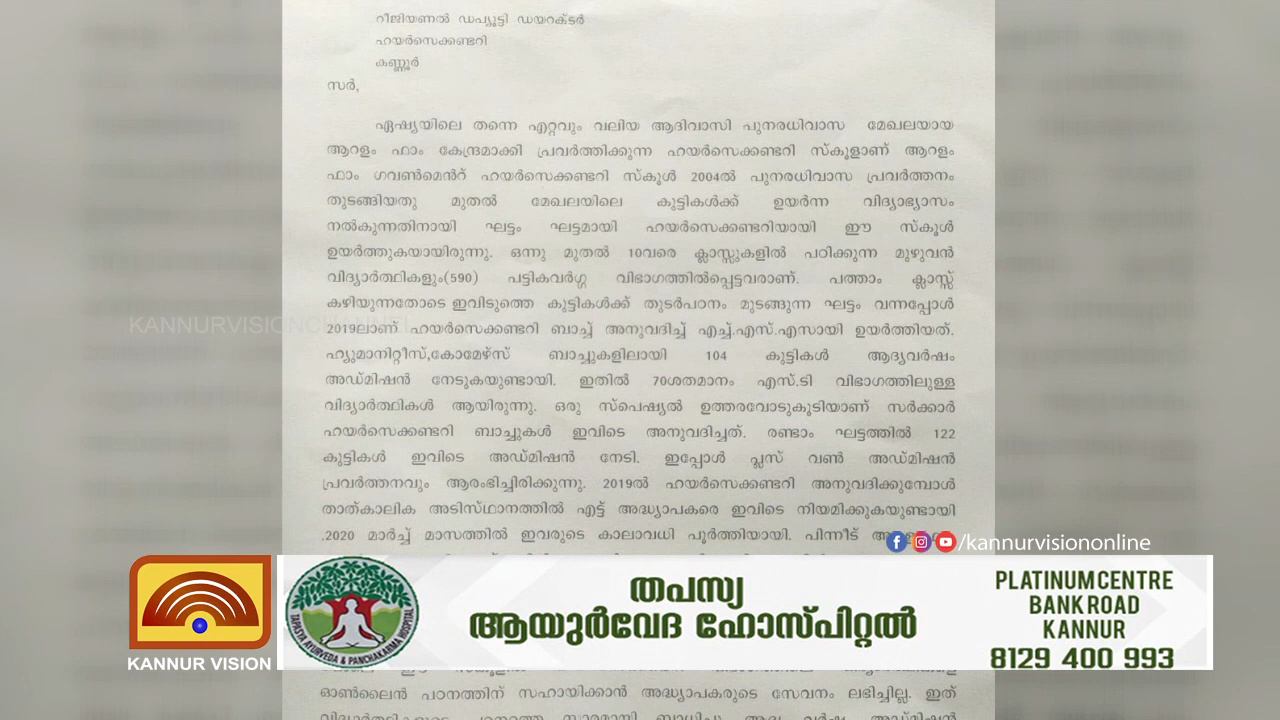 റീജിയണൽ ഡപ്യൂട്ടി ഡയറക്ടർ
ഹയർസെക്കണ്ടറി
കണ്ണൂർ
സർ,
ഏഷ്യയിലെ തന്നെ എറ്റവും വലിയ ആദിവാസി പുനരധിവാസ മേഖലയായ
ആറളം ഫാം കേന്ദ്രമാക്കി പ്രവർത്തിക്കുന്ന ഹയർസെക്കണ്ടറി സ്കൂളാണ് ആറളം
ഫാം ഗവൺമെൻറ് ഹയർസെക്കണ്ടറി സ്കൂൾ 2004ൽ പുനരധിവാസ പ്രവർത്തനം
തുടങ്ങിയതു മുതൽ മേഖലയിലെ കുട്ടികൾക്ക് ഉയർന്ന വിദ്യാഭ്യാസം
നൽകുന്നതിനായി ഘട്ടം ഘട്ടമായി ഹയർസെക്കണ്ടറിയായി ഈ സ്കൂൾ
ഉയർത്തുകയായിരുന്നു. ഒന്നു മുതൽ 10വരെ ക്ലാസ്സുകളിൽ പഠിക്കുന്ന മുഴുവൻ
വിദ്യാർത്ഥികളും(590) പട്ടികവർഗ്ഗ വിഭാഗത്തിൽപ്പെട്ടവരാണ്. പത്താം ക്ലാസ്സ്
കഴിയുന്നതോടെ ഇവിടുത്തെ കുട്ടികൾക്ക് തുടർപഠനം മുടങ്ങുന്ന ഘട്ടം വന്നപ്പോൾ
KANNURVISIONCHANNEL
2019ലാണ് ഹയർസെക്കണ്ടറി ബാച്ച് അനുവദിച്ച് എച്ച്.എസ്.എസായി ഉയർത്തിയത്.
ഹ്യുമാനിറ്റീസ്,കോമേഴ്സ് ബാച്ചുകളിലായി 104 കുട്ടികൾ ആദ്യവർഷം
അഡ്മിഷൻ നേടുകയുണ്ടായി. ഇതിൽ 70ശതമാനം എസ്.ടി വിഭാഗത്തിലുള്ള
വിദ്യാർത്ഥികൾ ആയിരുന്നു. ഒരു സ്പെഷ്യൽ ഉത്തരവോടുകൂടിയാണ് സർക്കാർ
ഹയർസെക്കണ്ടറി ബാച്ചുകൾ ഇവിടെ അനുവദിച്ചത്. രണ്ടാം ഘട്ടത്തിൽ 122
കുട്ടികൾ ഇവിടെ അഡ്മിഷൻ നേടി. ഇപ്പോൾ പ്ലസ് വൺ അഡ്മിഷൻ
പ്രവർത്തനവും ആരംഭിച്ചിരിക്കുന്നു. 2019ൽ ഹയർസെക്കണ്ടറി അനുവദിക്കുമ്പോൾ
താത്കാലിക അടിസ്ഥാനത്തിൽ എട്ട് അദ്ധ്യാപകരെ ഇവിടെ നിയമിക്കുകയുണ്ടായി
.2020 മാർച്ച് മാസത്തിൽ ഇവരുടെ കാലാവധി പൂർത്തിയായി. പിന്നീട്
/kannurvisiononline
തപസ്യ
ആയുർവേദ ഹോസ്പിറ്റൽ
PLATINUM CENTRE
BANK ROAD
KANNUR
8129 400 993
TAPASYA AYURVEDA & PANCHAKARMA HOSPITAL
KANNUR VISION
ഓൺലൈൻ പഠനത്തിന് സഹായിക്കാൻ അദ്ധ്യാപകരുടെ സേവനം ലഭിച്ചില്ല. ഇത്